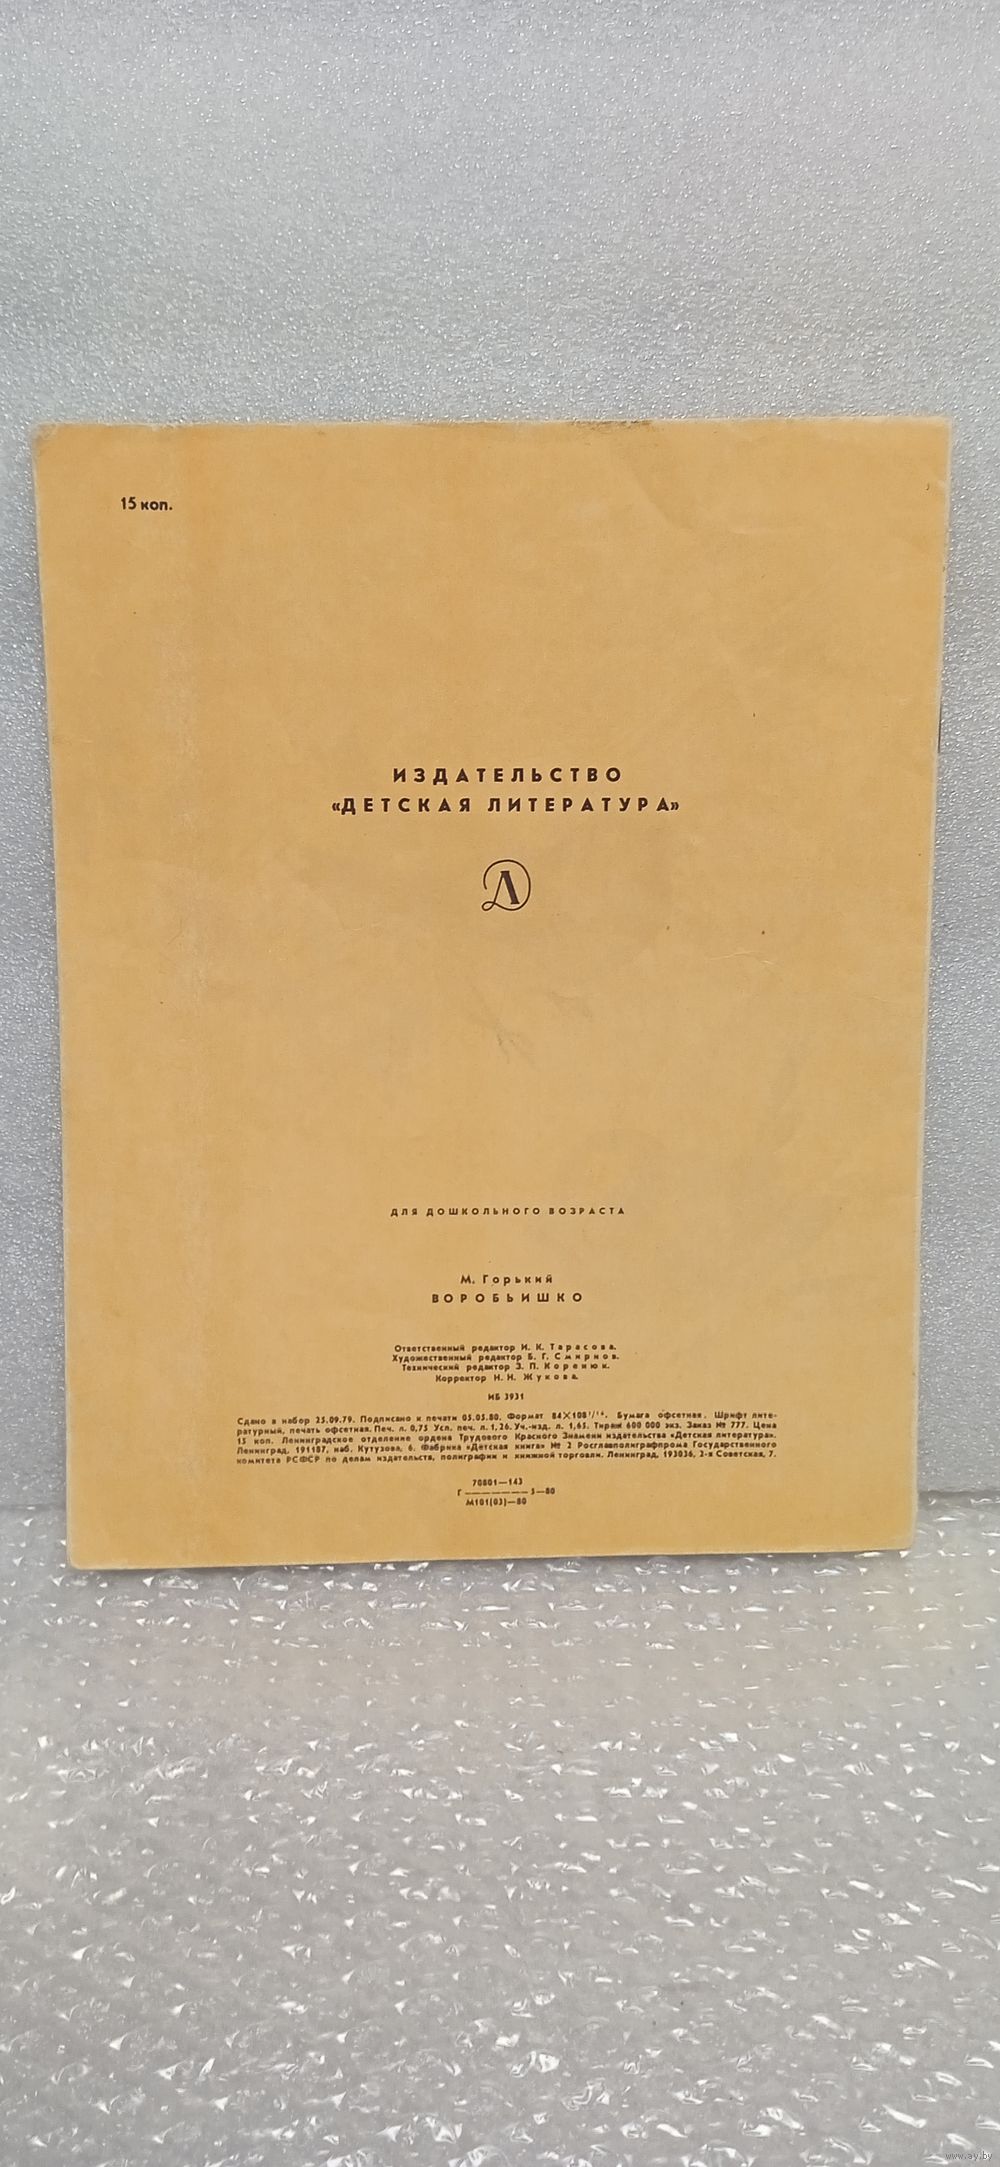 15 коп.
ИЗДАТЕЛЬСТВО
«ДЕТСКАЯ ЛИТЕРАТУРА»
Д
ДЛЯ ДОШКОЛЬНОГО ВОЗРАСТА
М. Горький
ВОРОБЬИШКО
Ответственный редактор И. К. Тарасова.
Художественный редактор Б. Г. Смирнов.
Технический редактор З. П. Коренюк.
Корректор Н. Н. Жукова.
ИБ 3931
Сдано в набор 25.09.79. Подписано к печати 05.05.80. Формат 84×108¹/₁₆. Бумага офсетная. Шрифт лите-
ратурный, печать офсетная. Печ. л. 0,75 Усл. печ. л. 1,26. Уч.-изд. л. 1,65. Тираж 600 000 экз. Заказ № 777. Цена
15 коп. Ленинградское отделение ордена Трудового Красного Знамени издательства «Детская литература».
Ленинград, 191187, наб. Кутузова, 6. Фабрика «Детская книга» № 2 Росглавполиграфпрома Государственного
комитета РСФСР по делам издательств, полиграфии и книжной торговли. Ленинград, 193036, 2-я Советская, 7.
70801—143
Г ————— 5—80
М101(03)—80
www.ay.by